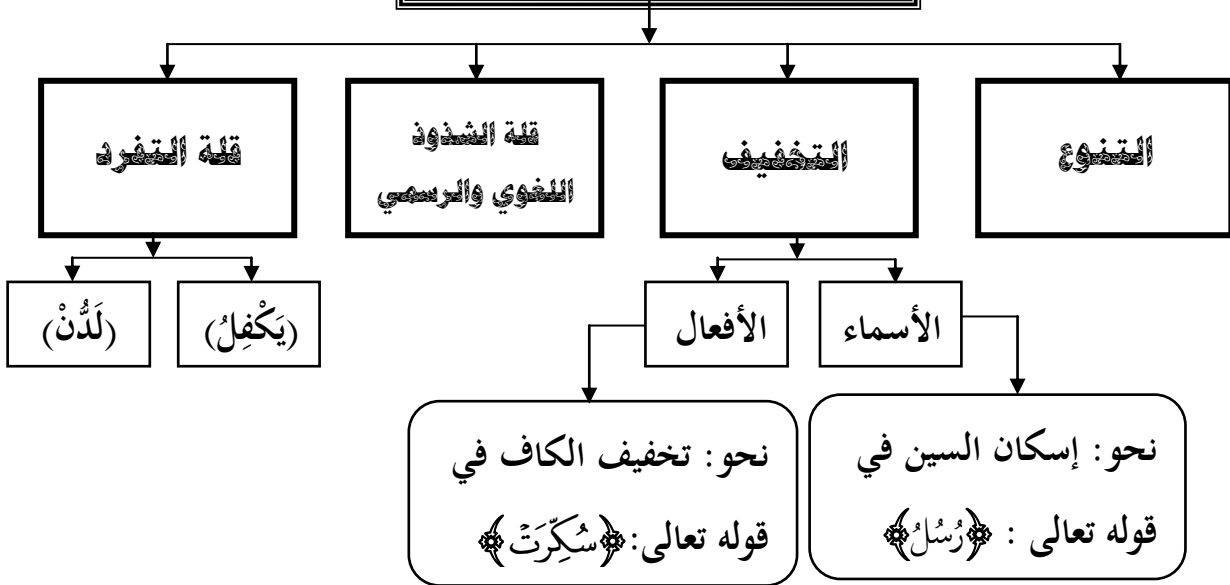 التنوع
التخفيف
قلة الشذوذ
اللغوي والرسمي
قلة التفرد
الأسماء
الأفعال
(يَكْفِلُ)
(لَدُّنْ)
نحو: إسكان السين في
قوله تعالى : ﴿رُسُلُ﴾
نحو: تخفيف الكاف في
قوله تعالى:﴿سُكِّرَتْ﴾